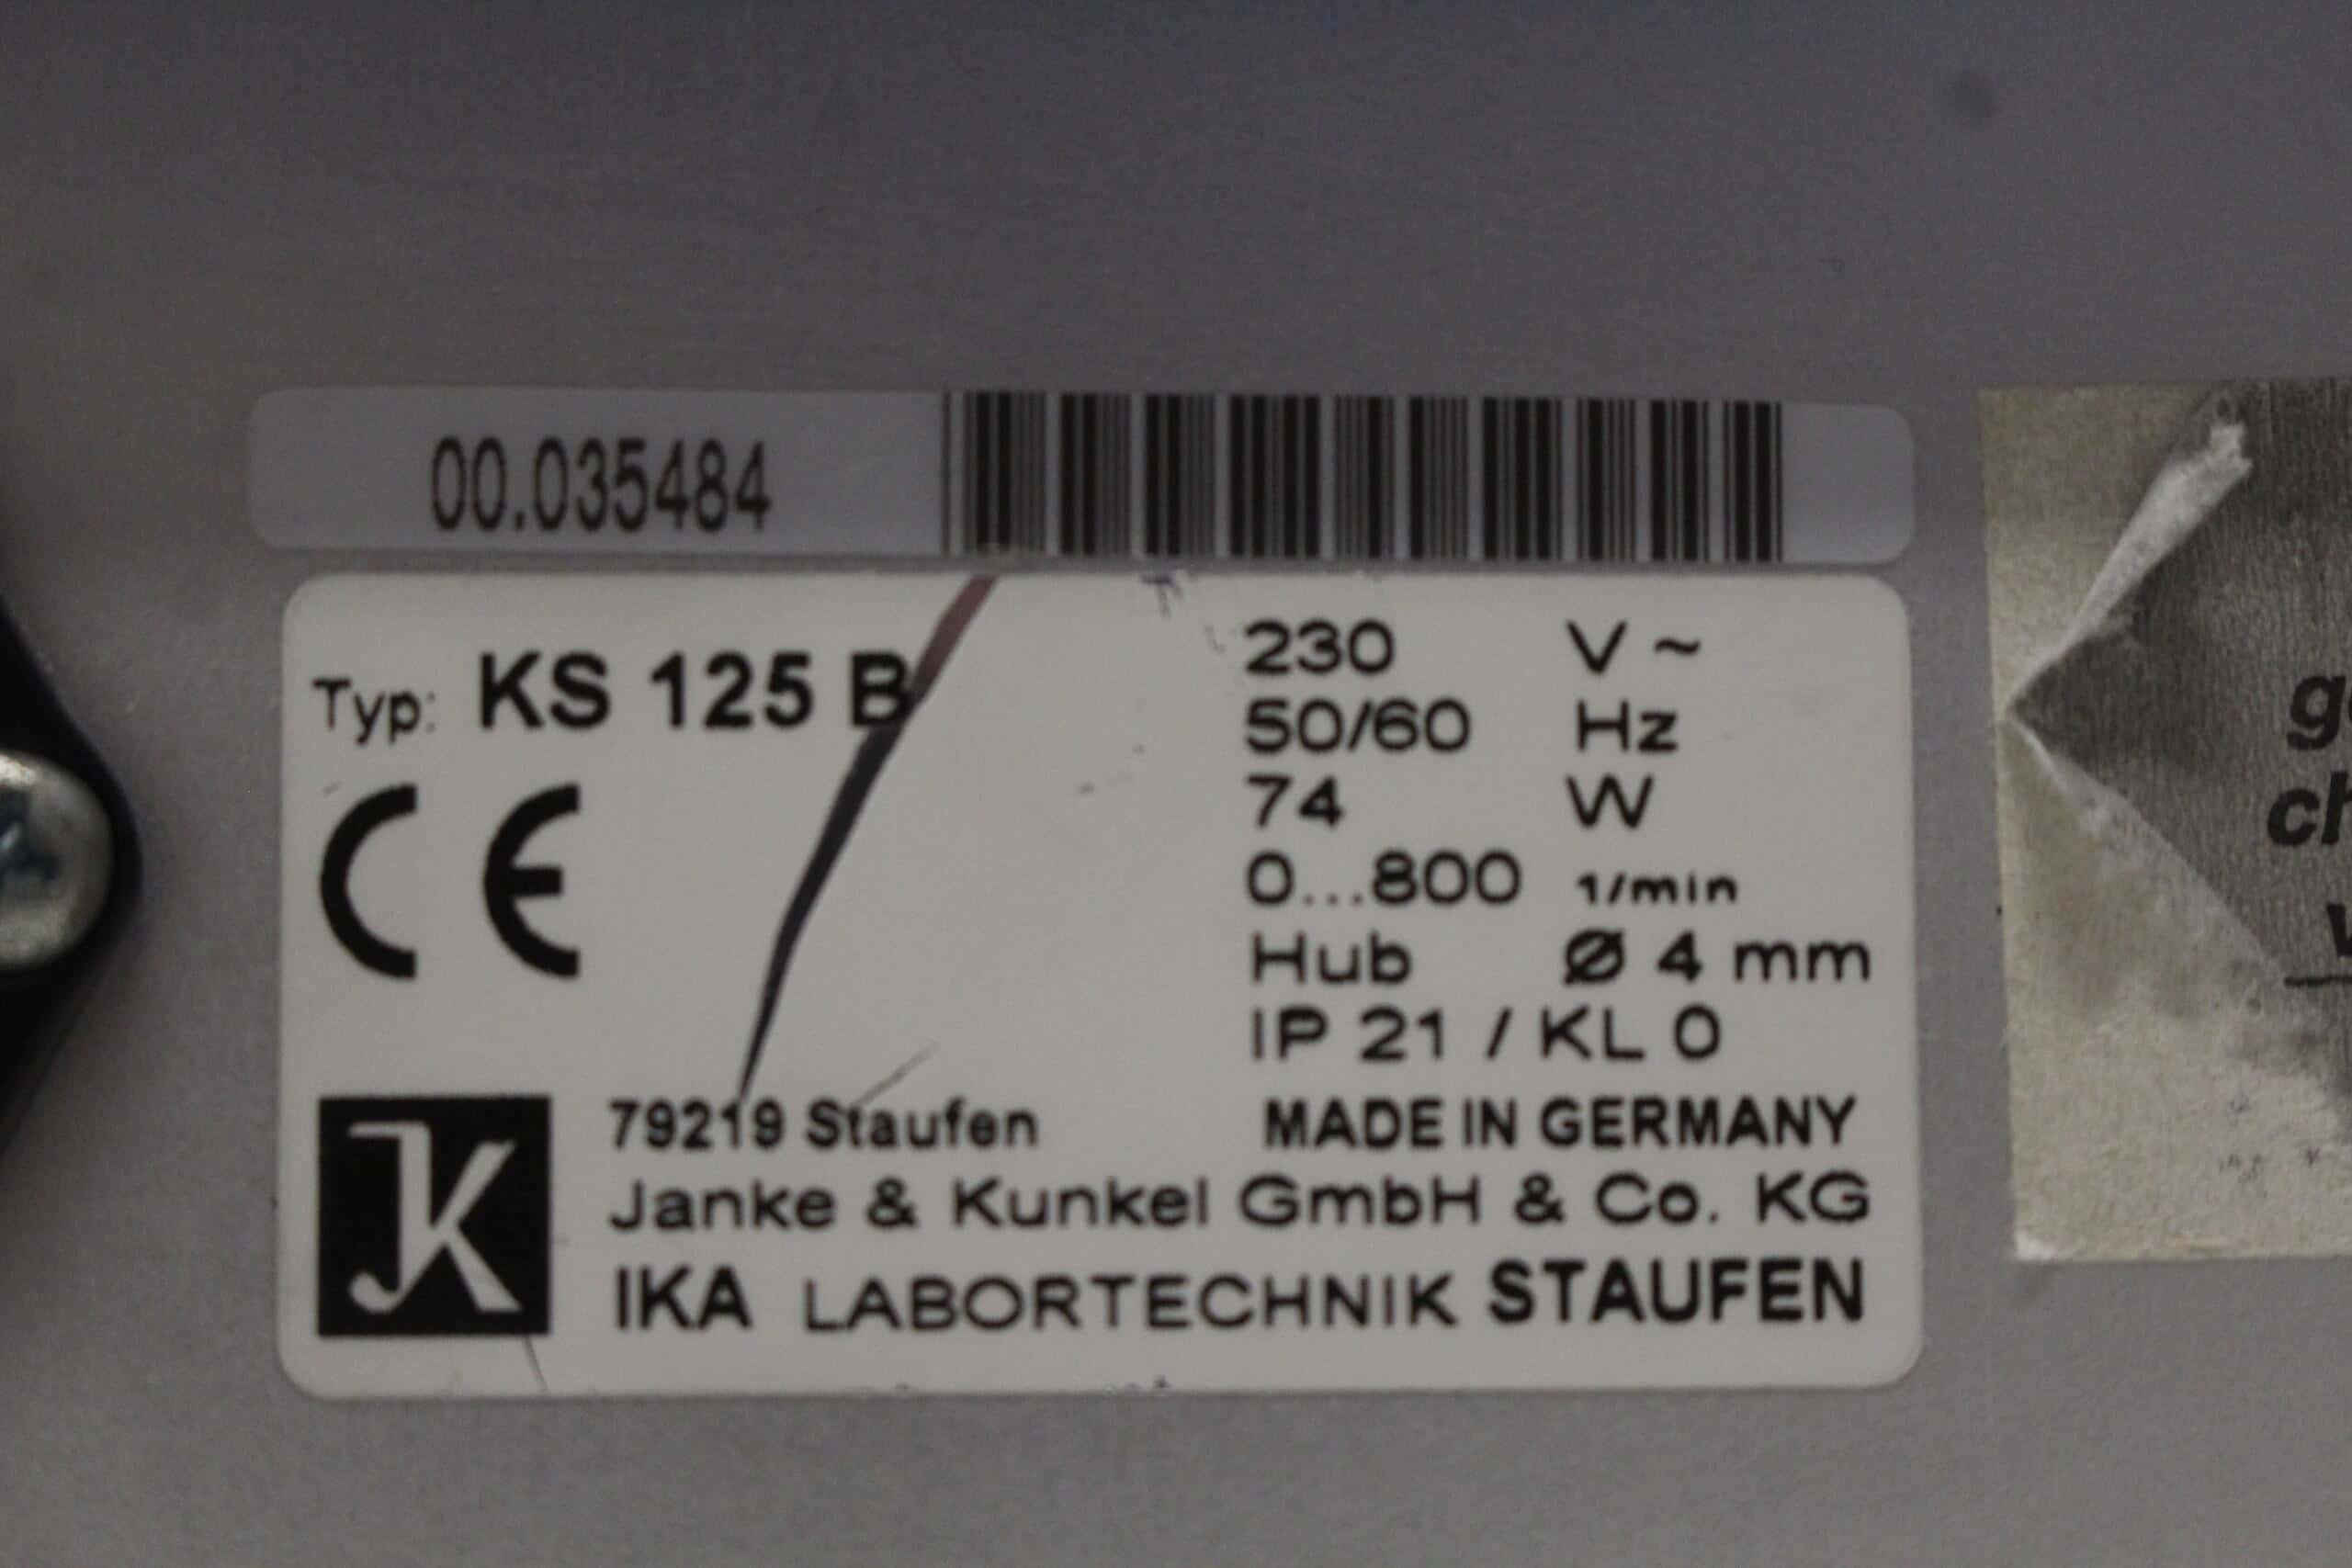 00.035484
Typ: KS 125 B
230 V ~
50/60 Hz
74 W
0...800 1/min
Hub Ø 4 mm
IP 21 / KL 0
CE
JK
79219 Staufen MADE IN GERMANY
Janke & Kunkel GmbH & Co. KG
IKA LABORTECHNIK STAUFEN